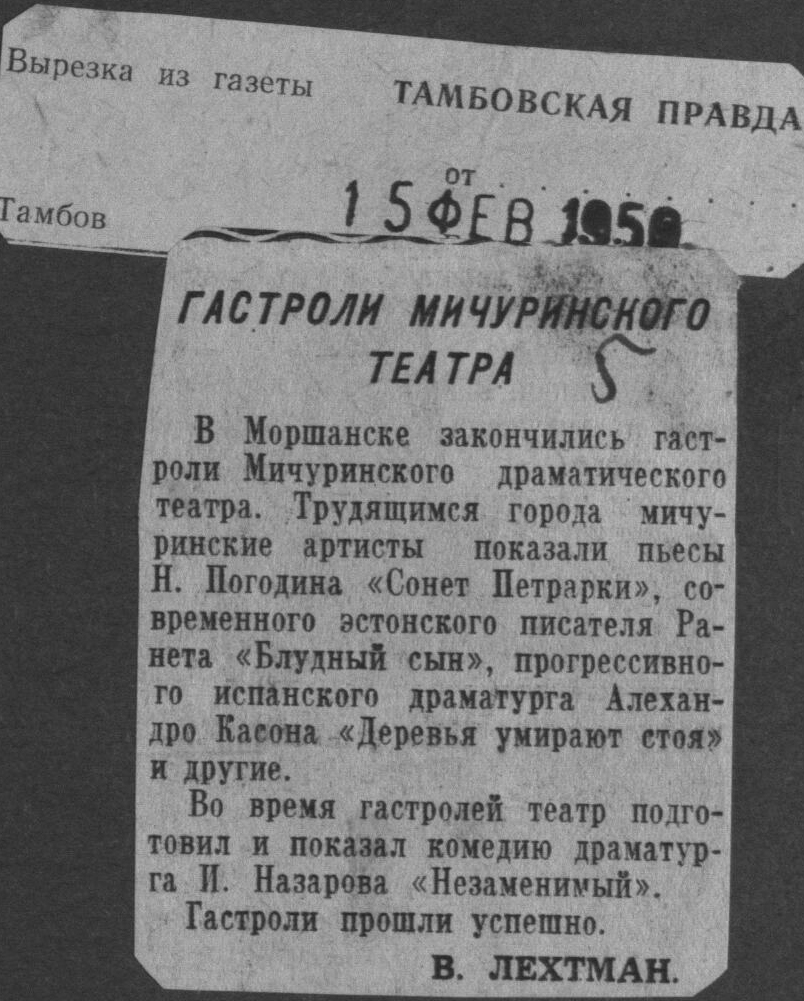 Вырезка из газеты ТАМБОВСКАЯ ПРАВДА
от
Тамбов 15 ФЕВ
ГАСТРОЛИ МИЧУРИНСКОГО
ТЕАТРА 5
В Моршанске закончились гаст-
роли Мичуринского драматического
театра. Трудящимся города мичу-
ринские артисты показали пьесы
Н. Погодина «Сонет Петрарки», со-
временного эстонского писателя Ра-
нета «Блудный сын», прогрессивно-
го испанского драматурга Алехан-
дро Касона «Деревья умирают стоя»
и другие.
Во время гастролей театр подго-
товил и показал комедию драматур-
га И. Назарова «Незаменимый».
Гастроли прошли успешно.
В. ЛЕХТМАН.